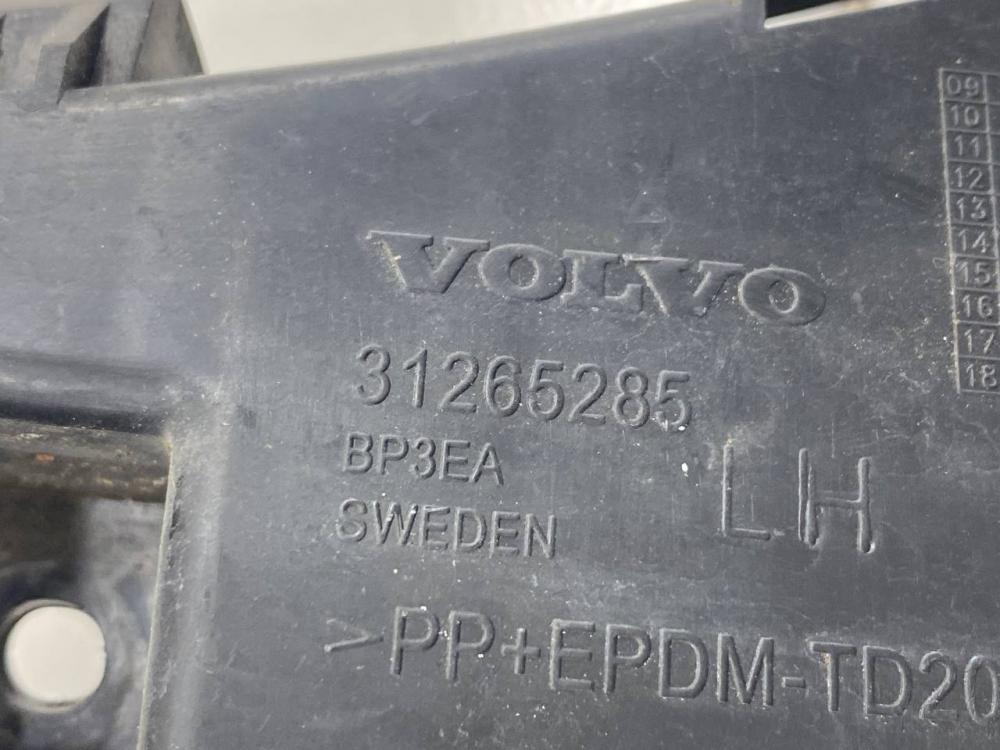 VOLVO
31265285
BP3EA
SWEDEN
LH
>PP+EPDM-TD20
09
10
11
12
13
14
15
16
17
18